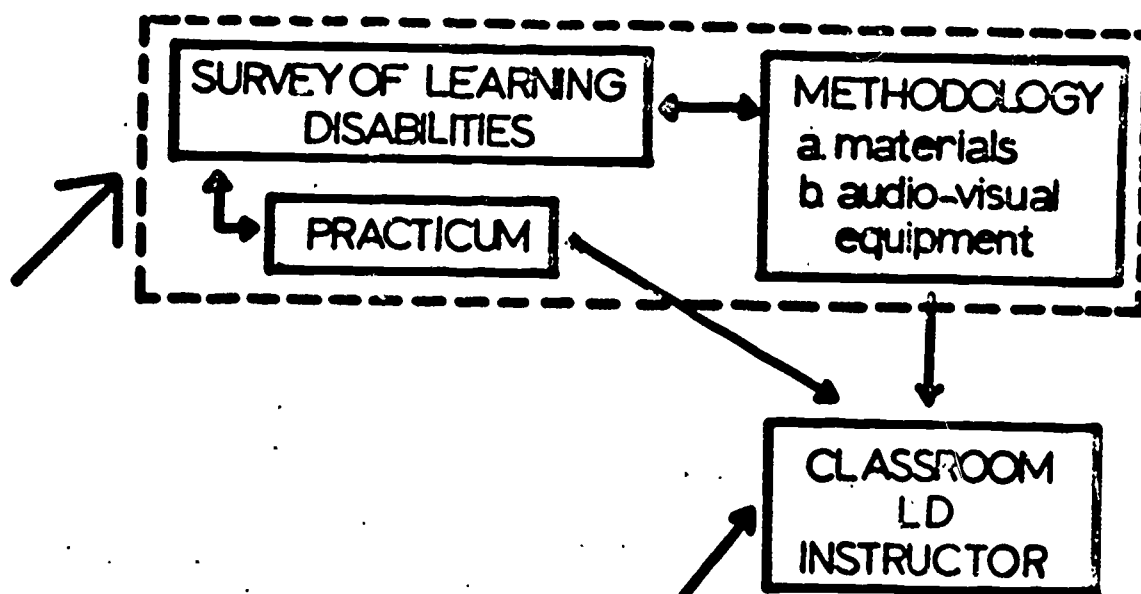 SURVEY OF LEARNING
DISABILITIES
METHODOLOGY
a. materials
b. audio-visual
equipment
PRACTICUM
CLASSROOM
LD
INSTRUCTOR